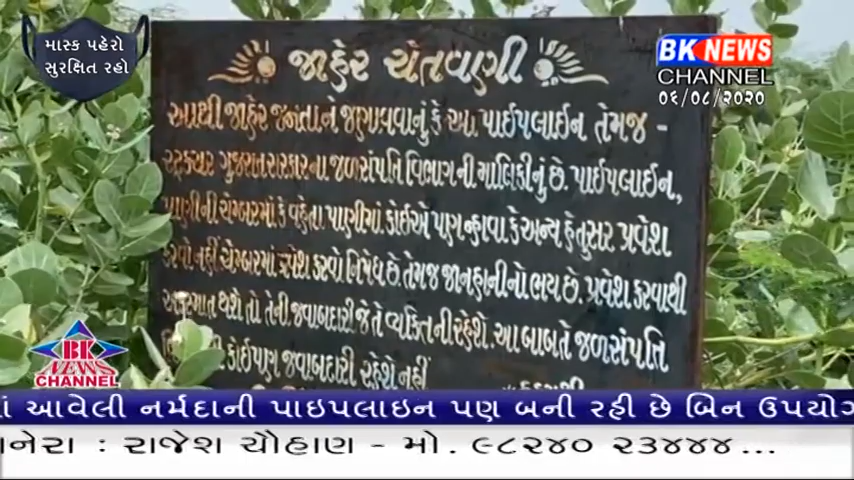 માસ્ક પહેરો
સુરક્ષિત રહો
BK NEWS
CHANNEL
૦૧/૦૮/૨૦૨૦
જાહેર ચેતવણી
આથી જાહેર જનતાને જણાવવાનું કે આ પાઈપલાઈન તેમજ -
સ્ટ્રકચર ગુજરાત સરકારના જળસંપતિ વિભાગની માલિકીનું છે. પાઈપલાઈન,
પાણીની ચેમ્બરમાં કે વહેતા પાણીમાં કોઈએ પણ ન્હાવા કે અન્ય હેતુસર પ્રવેશ
કરવો નહીં ચેમ્બરમાં પ્રવેશ કરવો નિષેધ છે. તેમજ જાનહાનીનો ભય છે. પ્રવેશ કરવાથી
અકસ્માત થશે તો તેની જવાબદારી જે તે વ્યક્તિની રહેશે. આ બાબતે જળસંપતિ
કોઈપણ જવાબદારી રહેશે નહીં
BK
NEWS
CHANNEL
માં આવેલી નર્મદાની પાઇપલાઇન પણ બની રહી છે બિન ઉપયોગ
નેરા : રાજેશ ચૌહાણ - મો. ૯૮૨૪૦ ૨૩૪૪૪ ...